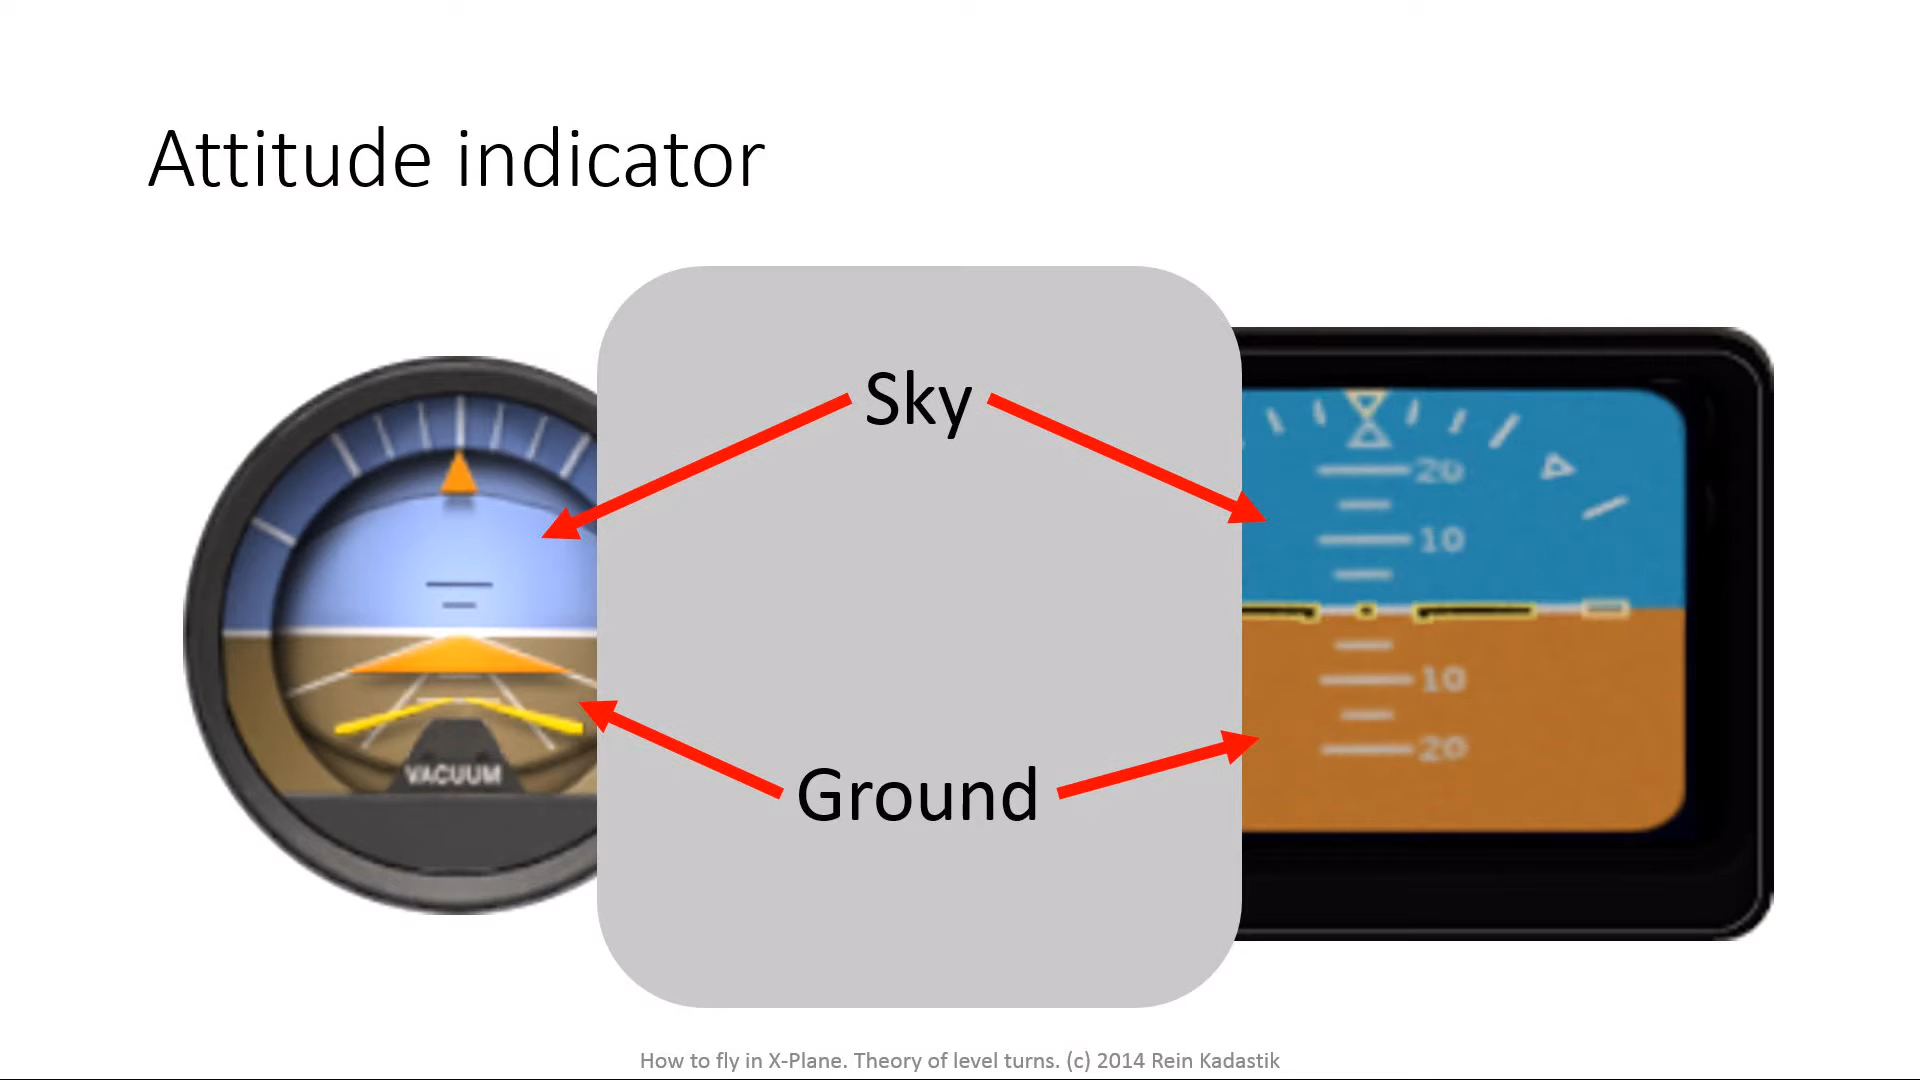 Attitude indicator
Sky
20
10
10
20
VACUUM
Ground
How to fly in X-Plane. Theory of level turns. (c) 2014 Rein Kadastik